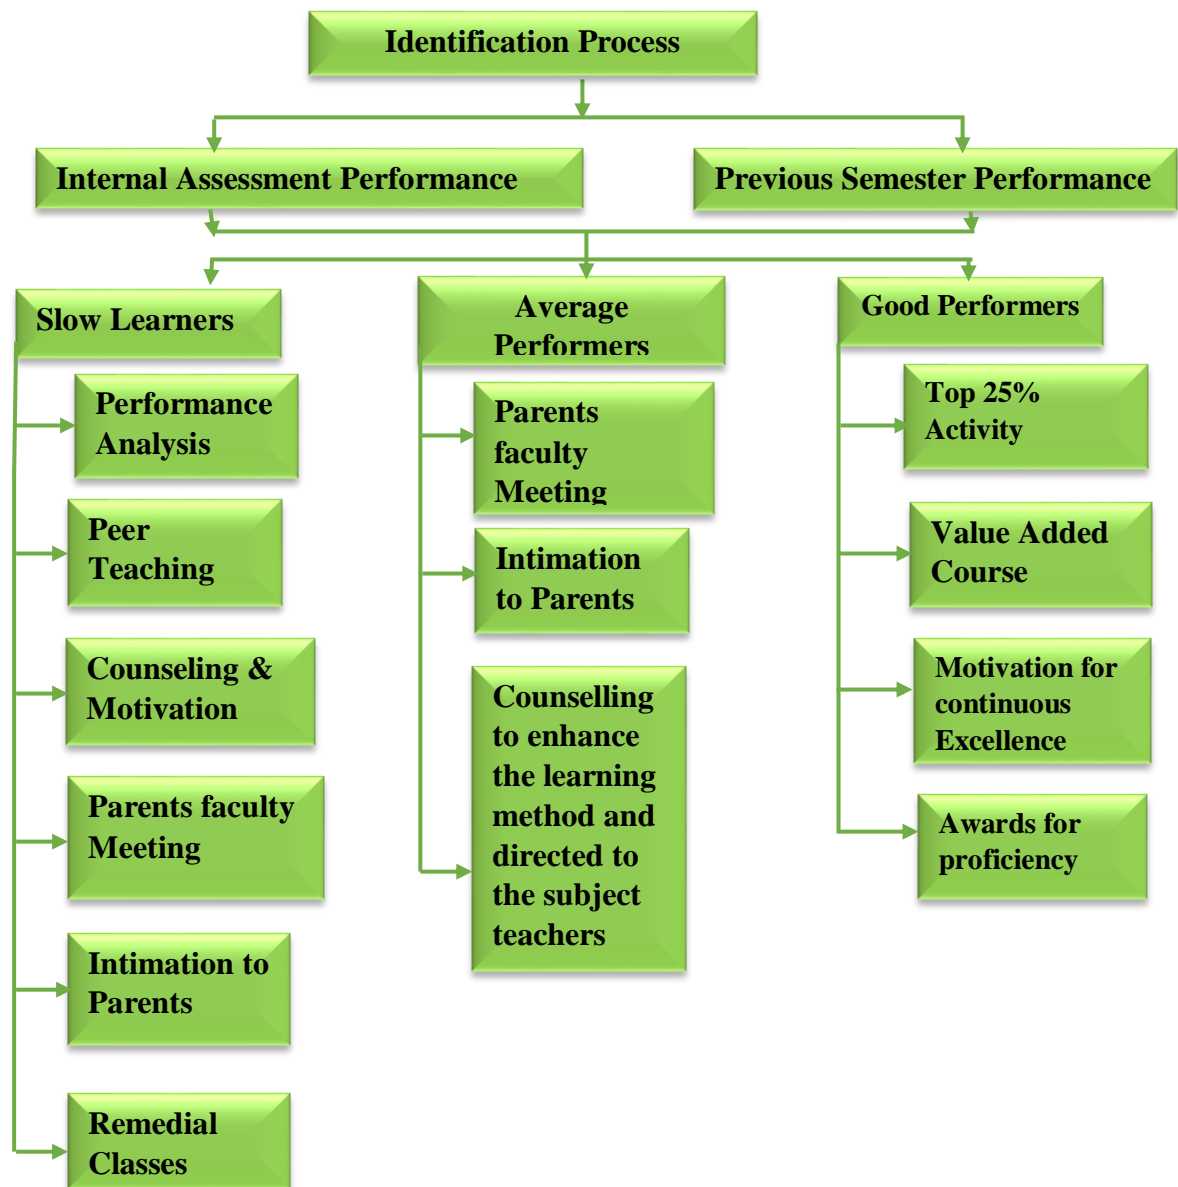 Identification Process
Internal Assessment Performance
Previous Semester Performance
Slow Learners
Performance
Analysis
Peer
Teaching
Counseling &
Motivation
Parents faculty
Meeting
Intimation to
Parents
Remedial
Classes
Average
Performers
Parents
faculty
Meeting
Intimation
to Parents
Counselling
to enhance
the learning
method and
directed to
the subject
teachers
Good Performers
Top 25%
Activity
Value Added
Course
Motivation for
continuous
Excellence
Awards for
proficiency